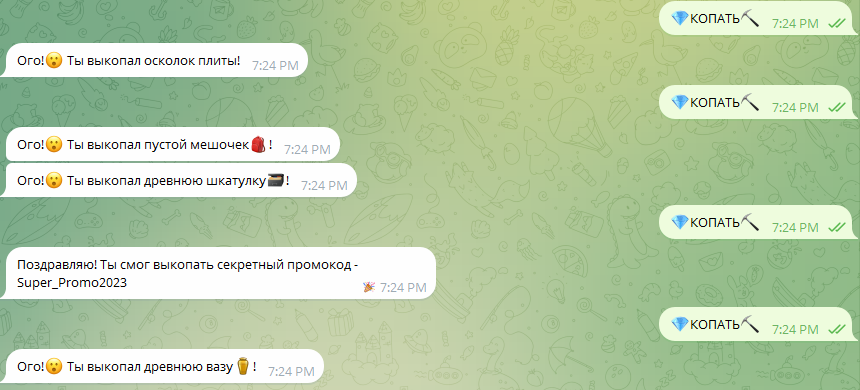 💎КОПАТЬ⛏ 7:24 PM
Ого!😮 Ты выкопал осколок плиты! 7:24 PM
💎КОПАТЬ⛏ 7:24 PM
Ого!😮 Ты выкопал пустой мешочек🎒! 7:24 PM
Ого!😮 Ты выкопал древнюю шкатулку📼! 7:24 PM
💎КОПАТЬ⛏ 7:24 PM
Поздравляю! Ты смог выкопать секретный промокод -
Super_Promo2023
🎉 7:24 PM
💎КОПАТЬ⛏ 7:24 PM
Ого!😮 Ты выкопал древнюю вазу⚱! 7:24 PM